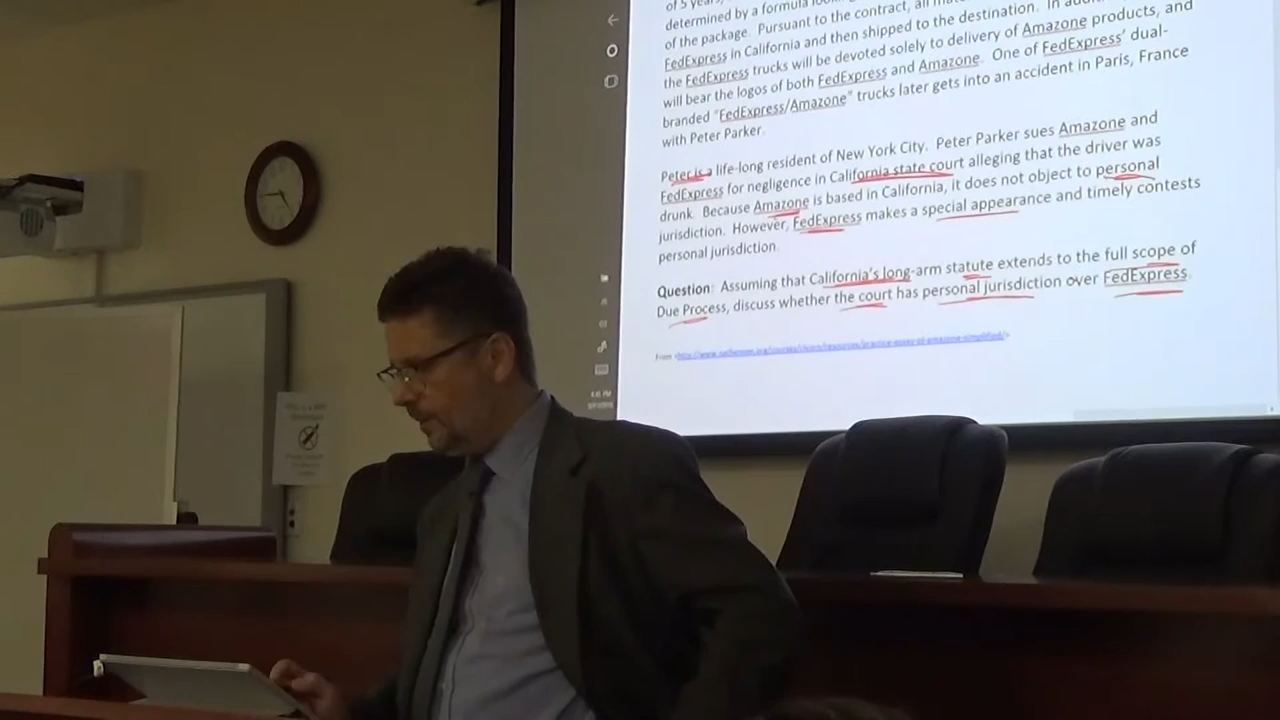 of 5 years,
determined by a formula
of the package. Pursuant to the contract, all
FedExpress in California and then shipped to the destination. In
the FedExpress trucks will be devoted solely to delivery of Amazone products, and
will bear the logos of both FedExpress and Amazone. One of FedExpress' dual-
branded "FedExpress/Amazone" trucks later gets into an accident in Paris, France
with Peter Parker.
Peter is a life-long resident of New York City. Peter Parker sues Amazone and
FedExpress for negligence in California state court alleging that the driver was
drunk. Because Amazone is based in California, it does not object to personal
jurisdiction. However, FedExpress makes a special appearance and timely contests
personal jurisdiction.
Question: Assuming that California's long-arm statute extends to the full scope of
Due Process, discuss whether the court has personal jurisdiction over FedExpress.
From